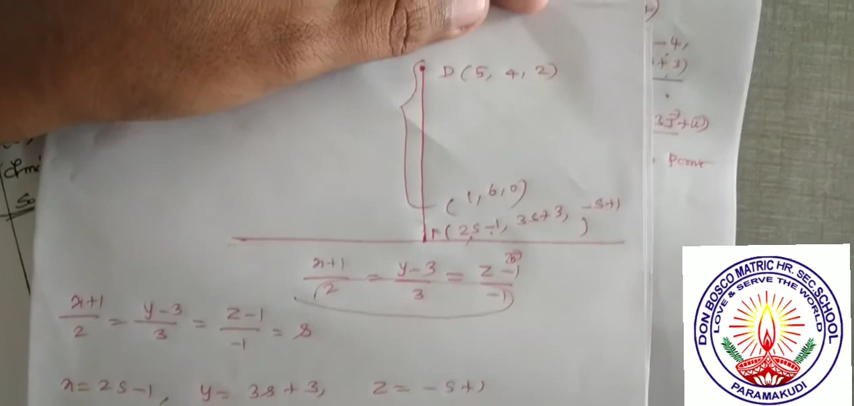 D (5, 4, 2)
(1, 6, 0)
F (2s-1, 3s+3, -s+1)
x+1/2 = y-3/3 = z-1/-1
x+1/2 = y-3/3 = z-1/-1 = s
x = 2s-1, y = 3s+3, z = -s+1
-4,
+3)
DON BOSCO MATRIC HR. SEC. SCHOOL
LOVE & SERVE THE WORLD
PARAMAKUDI